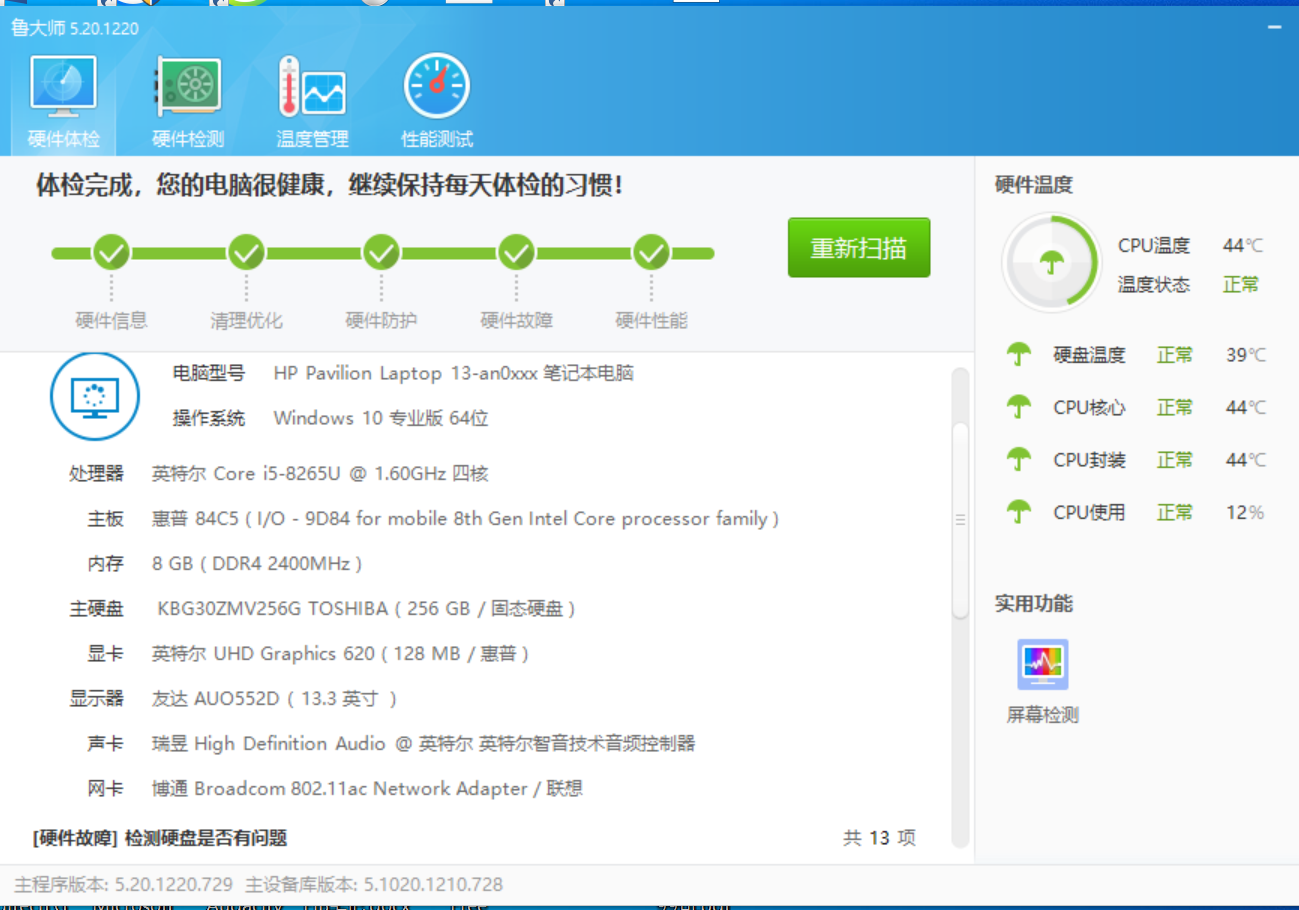 鲁大师 5.20.1220
硬件体检 硬件检测 温度管理 性能测试
体检完成，您的电脑很健康，继续保持每天体检的习惯！
重新扫描
硬件信息 清理优化 硬件防护 硬件故障 硬件性能
电脑型号 HP Pavilion Laptop 13-an0xxx 笔记本电脑
操作系统 Windows 10 专业版 64位
处理器 英特尔 Core i5-8265U @ 1.60GHz 四核
主板 惠普 84C5 ( I/O - 9D84 for mobile 8th Gen Intel Core processor family )
内存 8 GB ( DDR4 2400MHz )
主硬盘 KBG30ZMV256G TOSHIBA ( 256 GB / 固态硬盘 )
显卡 英特尔 UHD Graphics 620 ( 128 MB / 惠普 )
显示器 友达 AUO552D ( 13.3 英寸 )
声卡 瑞昱 High Definition Audio @ 英特尔 英特尔智音技术音频控制器
网卡 博通 Broadcom 802.11ac Network Adapter / 联想
[硬件故障] 检测硬盘是否有问题 共 13 项
硬件温度
CPU温度 44℃
温度状态 正常
硬盘温度 正常 39℃
CPU核心 正常 44℃
CPU封装 正常 44℃
CPU使用 正常 12%
实用功能
屏幕检测
主程序版本: 5.20.1220.729 主设备库版本: 5.1020.1210.728